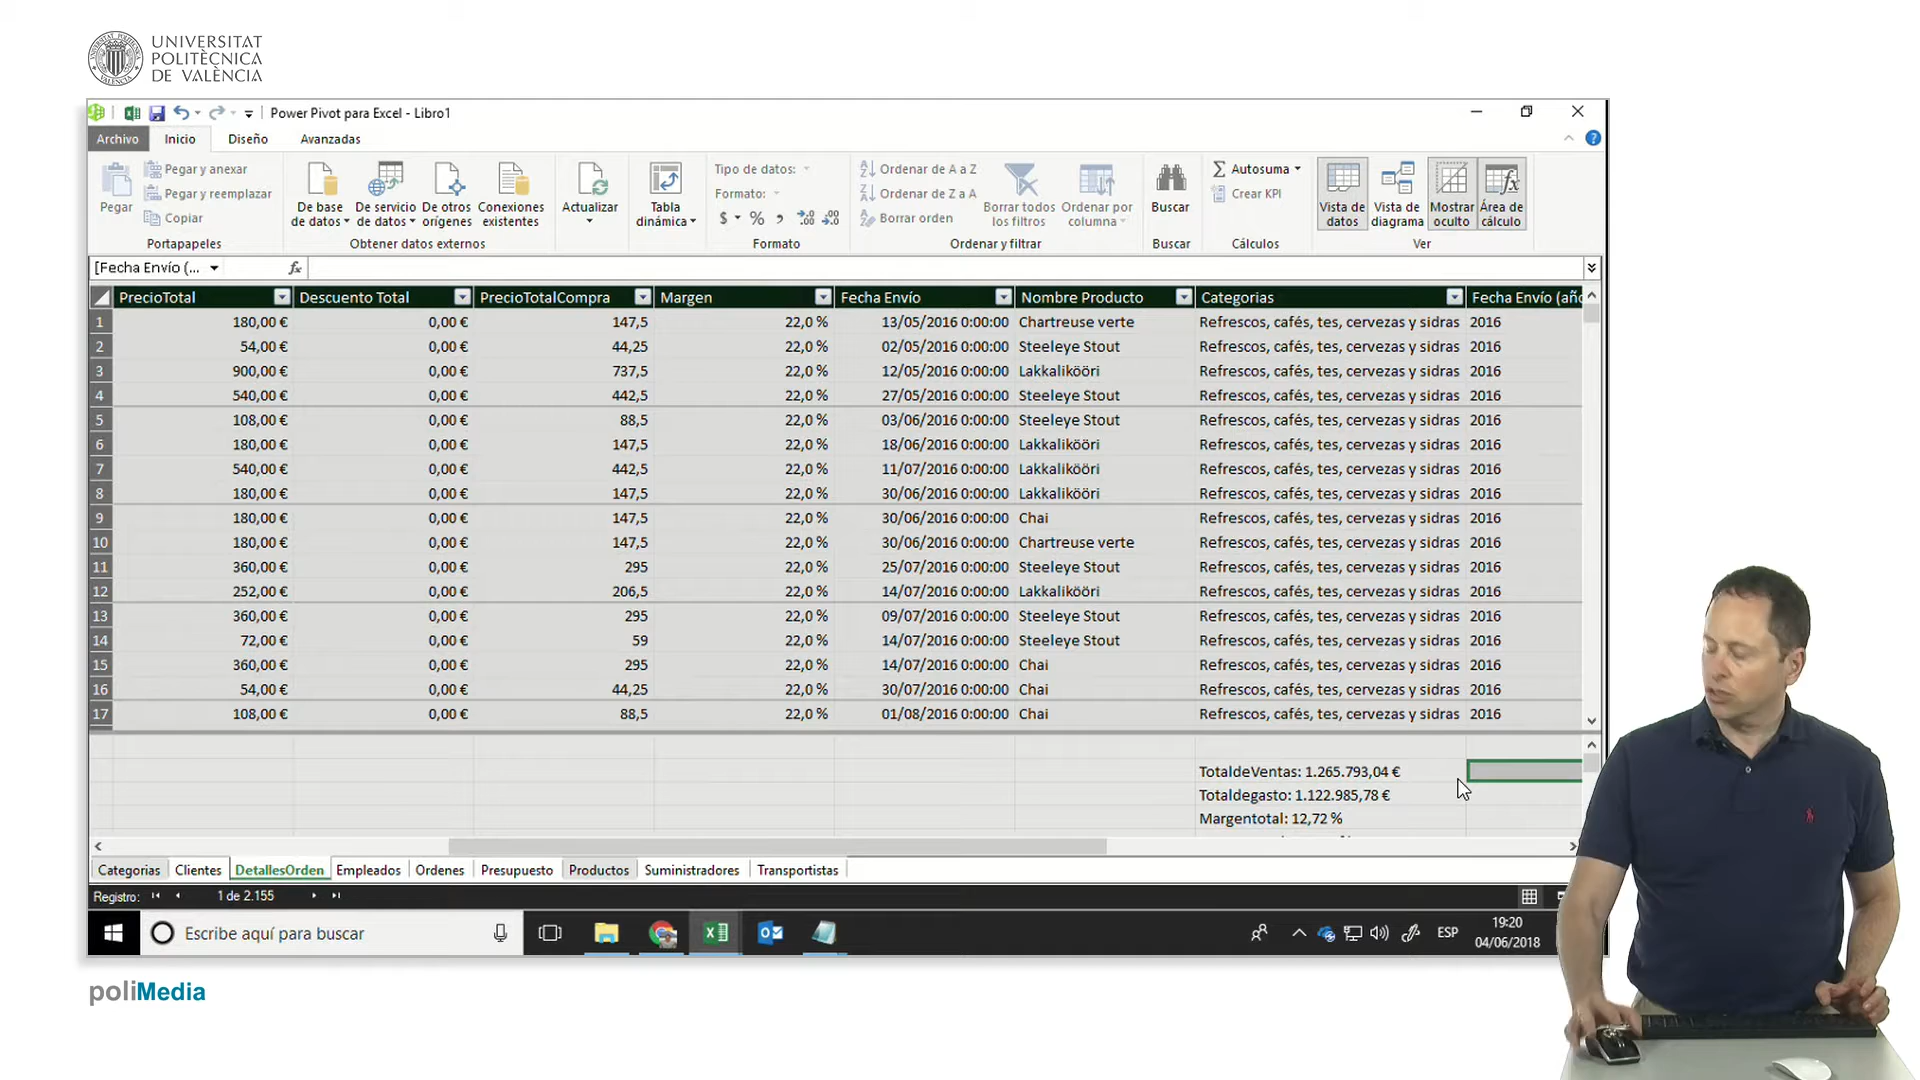 UNIVERSITAT
POLITÈCNICA
DE VALÈNCIA
Power Pivot para Excel - Libro1
Archivo Inicio Diseño Avanzadas
Pegar
Pegar y anexar
Pegar y reemplazar
Copiar
Portapapeles
De base de datos
De servicio de datos
De otros orígenes
Conexiones existentes
Obtener datos externos
Actualizar
Tabla dinámica
Tipo de datos:
Formato:
$ %
Formato
Ordenar de A a Z
Ordenar de Z a A
Borrar orden
Borrar todos los filtros
Ordenar por columna
Ordenar y filtrar
Buscar
Buscar
Autosuma
Crear KPI
Cálculos
Vista de datos
Vista de diagrama
Mostrar oculto
Área de cálculo
Ver
[Fecha Envío (... fx
PrecioTotal Descuento Total PrecioTotalCompra Margen Fecha Envío Nombre Producto Categorias Fecha Envío (año
1 180,00 € 0,00 € 147,5 22,0 % 13/05/2016 0:00:00 Chartreuse verte Refrescos, cafés, tes, cervezas y sidras 2016
2 54,00 € 0,00 € 44,25 22,0 % 02/05/2016 0:00:00 Steeleye Stout Refrescos, cafés, tes, cervezas y sidras 2016
3 900,00 € 0,00 € 737,5 22,0 % 12/05/2016 0:00:00 Lakkalikööri Refrescos, cafés, tes, cervezas y sidras 2016
4 540,00 € 0,00 € 442,5 22,0 % 27/05/2016 0:00:00 Steeleye Stout Refrescos, cafés, tes, cervezas y sidras 2016
5 108,00 € 0,00 € 88,5 22,0 % 03/06/2016 0:00:00 Steeleye Stout Refrescos, cafés, tes, cervezas y sidras 2016
6 180,00 € 0,00 € 147,5 22,0 % 18/06/2016 0:00:00 Lakkalikööri Refrescos, cafés, tes, cervezas y sidras 2016
7 540,00 € 0,00 € 442,5 22,0 % 11/07/2016 0:00:00 Lakkalikööri Refrescos, cafés, tes, cervezas y sidras 2016
8 180,00 € 0,00 € 147,5 22,0 % 30/06/2016 0:00:00 Lakkalikööri Refrescos, cafés, tes, cervezas y sidras 2016
9 180,00 € 0,00 € 147,5 22,0 % 30/06/2016 0:00:00 Chai Refrescos, cafés, tes, cervezas y sidras 2016
10 180,00 € 0,00 € 147,5 22,0 % 30/06/2016 0:00:00 Chartreuse verte Refrescos, cafés, tes, cervezas y sidras 2016
11 360,00 € 0,00 € 295 22,0 % 25/07/2016 0:00:00 Steeleye Stout Refrescos, cafés, tes, cervezas y sidras 2016
12 252,00 € 0,00 € 206,5 22,0 % 14/07/2016 0:00:00 Lakkalikööri Refrescos, cafés, tes, cervezas y sidras 2016
13 360,00 € 0,00 € 295 22,0 % 09/07/2016 0:00:00 Steeleye Stout Refrescos, cafés, tes, cervezas y sidras 2016
14 72,00 € 0,00 € 59 22,0 % 14/07/2016 0:00:00 Steeleye Stout Refrescos, cafés, tes, cervezas y sidras 2016
15 360,00 € 0,00 € 295 22,0 % 14/07/2016 0:00:00 Chai Refrescos, cafés, tes, cervezas y sidras 2016
16 54,00 € 0,00 € 44,25 22,0 % 30/07/2016 0:00:00 Chai Refrescos, cafés, tes, cervezas y sidras 2016
17 108,00 € 0,00 € 88,5 22,0 % 01/08/2016 0:00:00 Chai Refrescos, cafés, tes, cervezas y sidras 2016
TotaldeVentas: 1.265.793,04 €
Totaldegasto: 1.122.985,78 €
Margentotal: 12,72 %
Categorias Clientes DetallesOrden Empleados Ordenes Presupuesto Productos Suministradores Transportistas
Registro: 1 de 2.155
Escribe aquí para buscar
ESP
19:20
04/06/2018
poliMedia